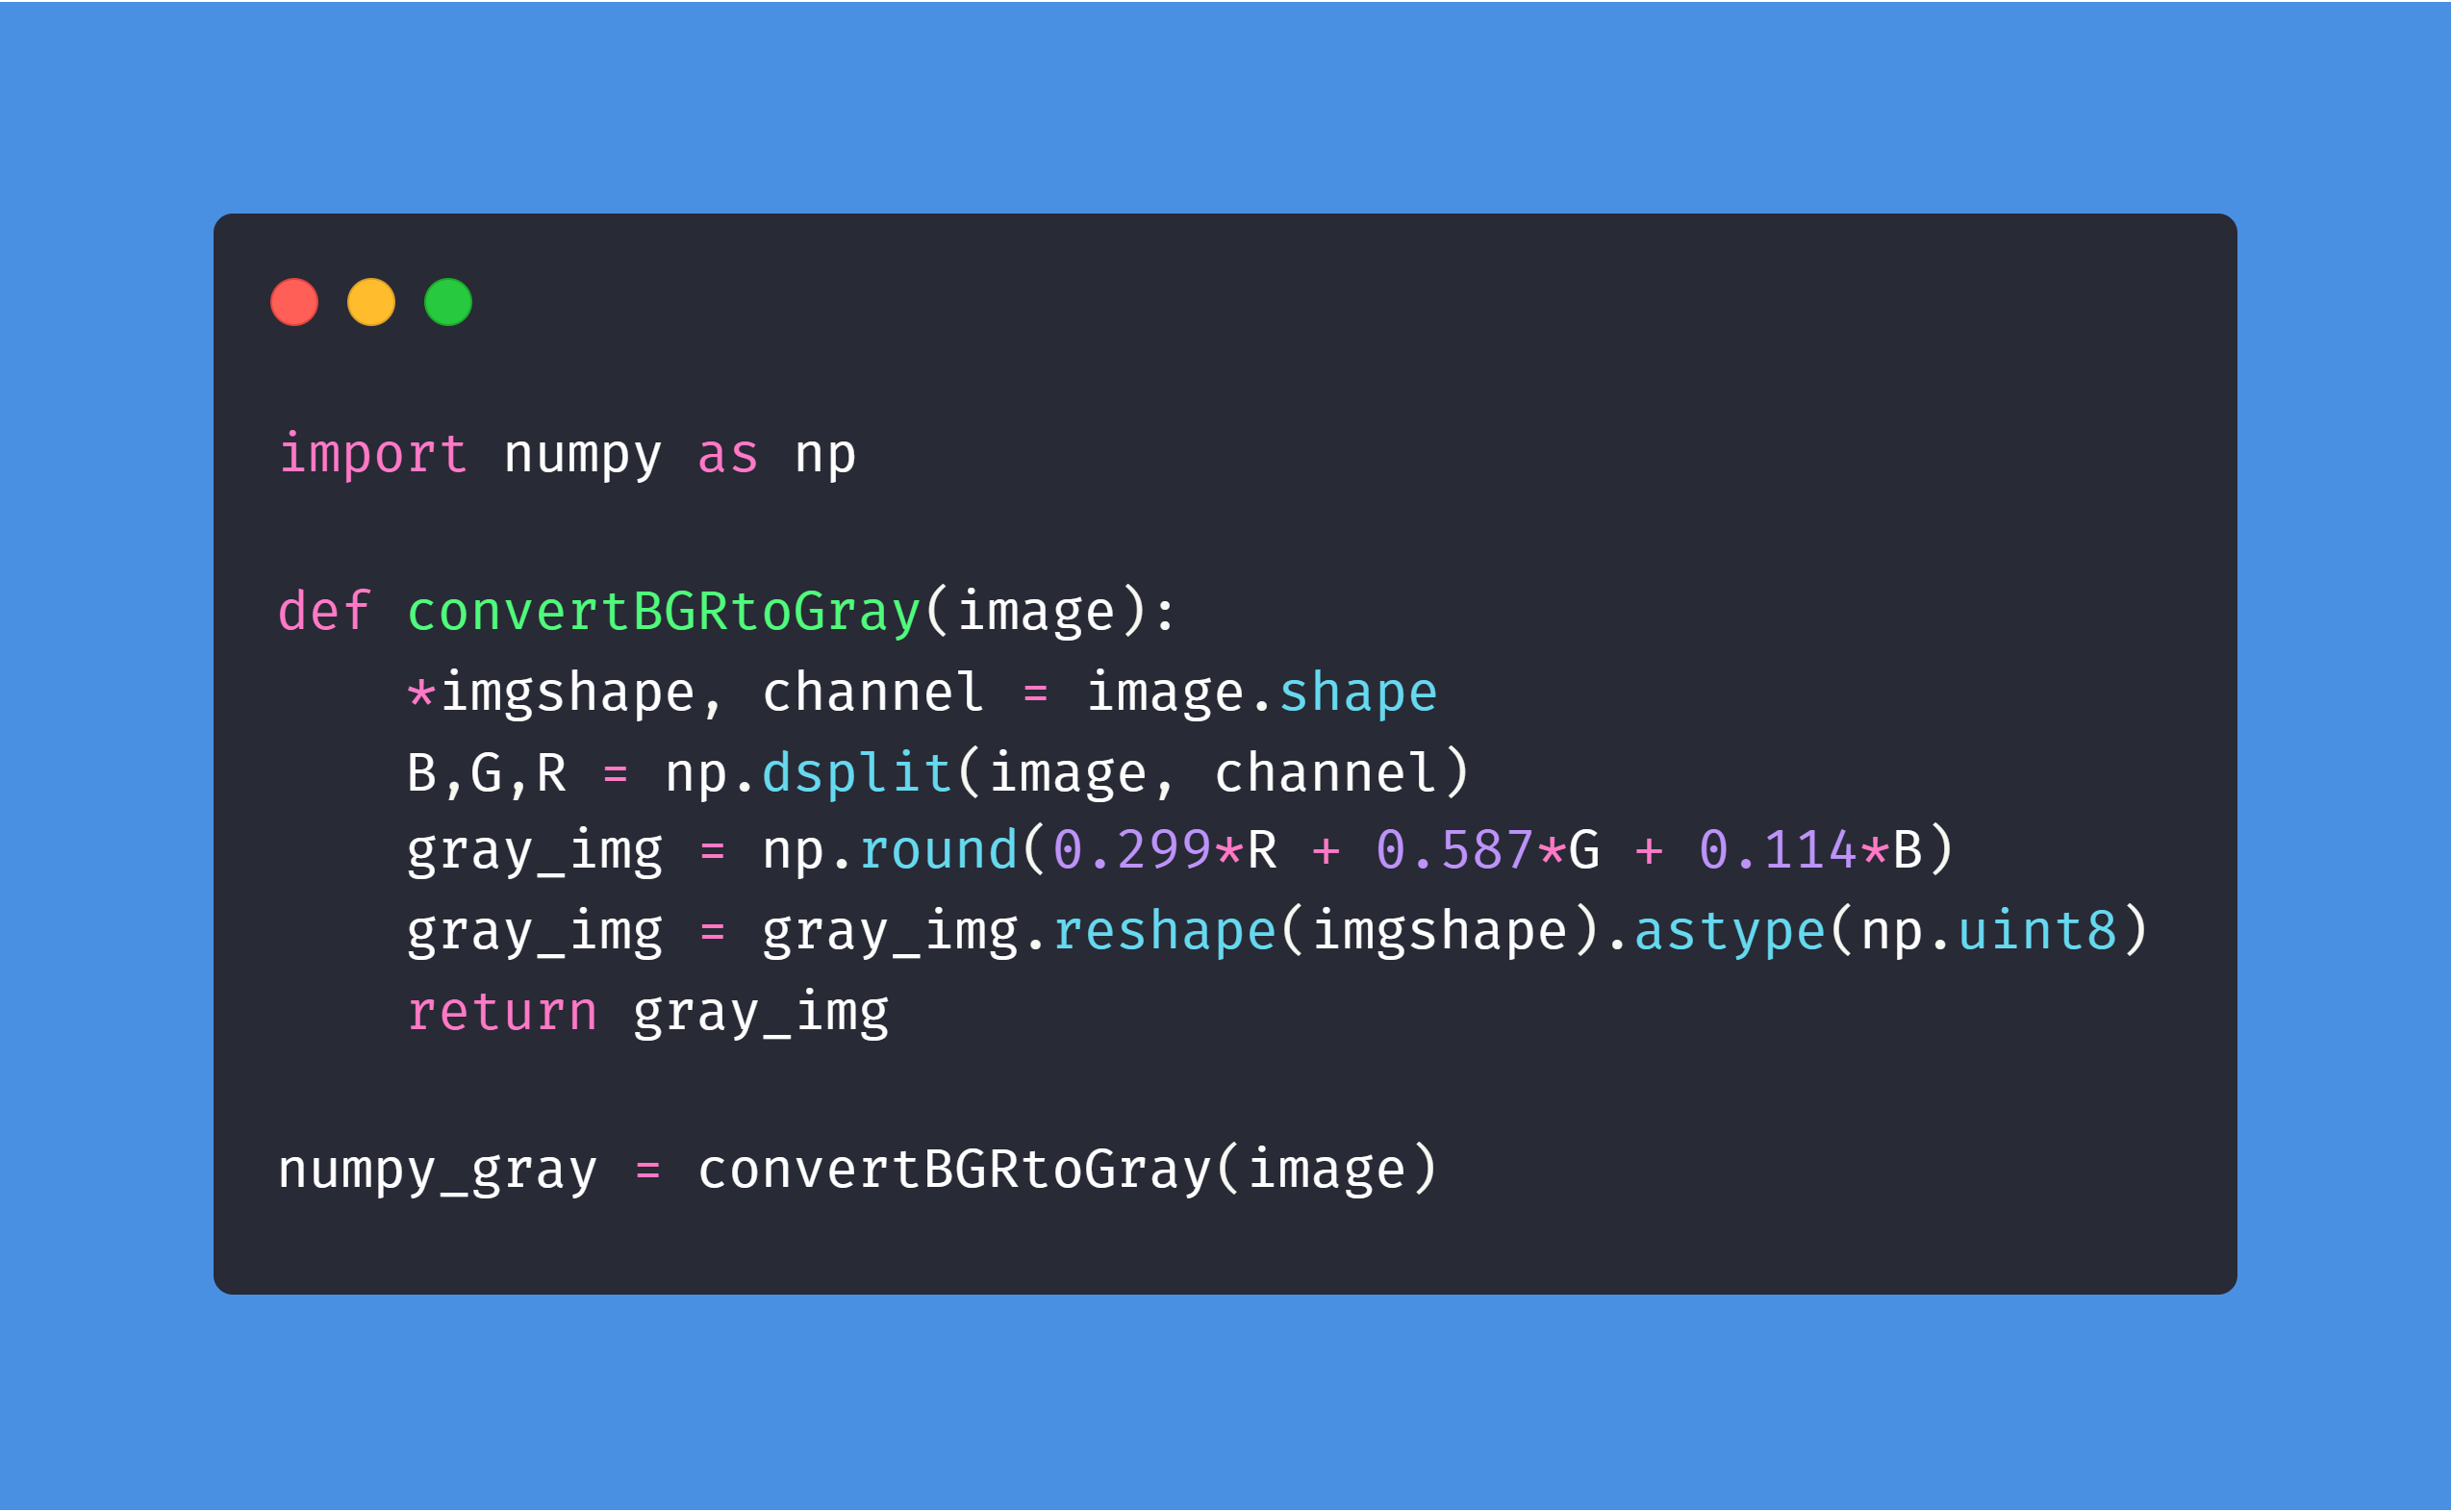 import numpy as np
def convertBGRtoGray(image):
    *imgshape, channel = image.shape
    B,G,R = np.dsplit(image, channel)
    gray_img = np.round(0.299*R + 0.587*G + 0.114*B)
    gray_img = gray_img.reshape(imgshape).astype(np.uint8)
    return gray_img
numpy_gray = convertBGRtoGray(image)